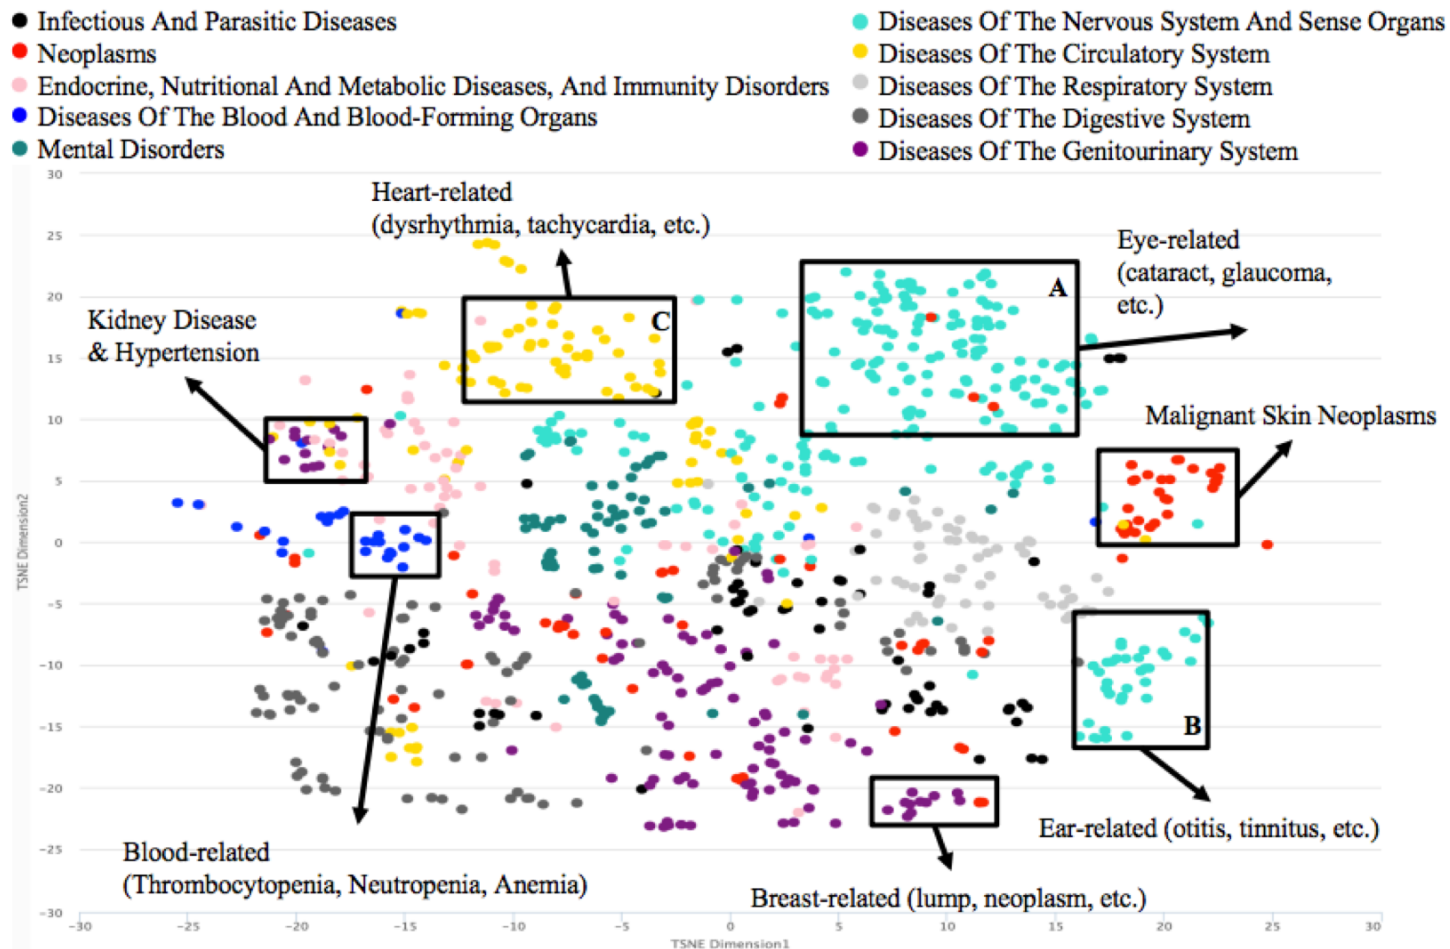 Infectious And Parasitic Diseases
Neoplasms
Endocrine, Nutritional And Metabolic Diseases, And Immunity Disorders
Diseases Of The Blood And Blood-Forming Organs
Mental Disorders
Diseases Of The Nervous System And Sense Organs
Diseases Of The Circulatory System
Diseases Of The Respiratory System
Diseases Of The Digestive System
Diseases Of The Genitourinary System
30
25
20
15
10
5
0
−5
−10
−15
−20
−25
−30
TSNE Dimension2
Heart-related
(dysrhythmia, tachycardia, etc.)
Eye-related
(cataract, glaucoma,
etc.)
A
C
Kidney Disease
& Hypertension
Malignant Skin Neoplasms
B
Ear-related (otitis, tinnitus, etc.)
Blood-related
(Thrombocytopenia, Neutropenia, Anemia)
Breast-related (lump, neoplasm, etc.)
−30
−25
−20
−15
−10
−5
0
5
10
15
20
25
30
TSNE Dimension1